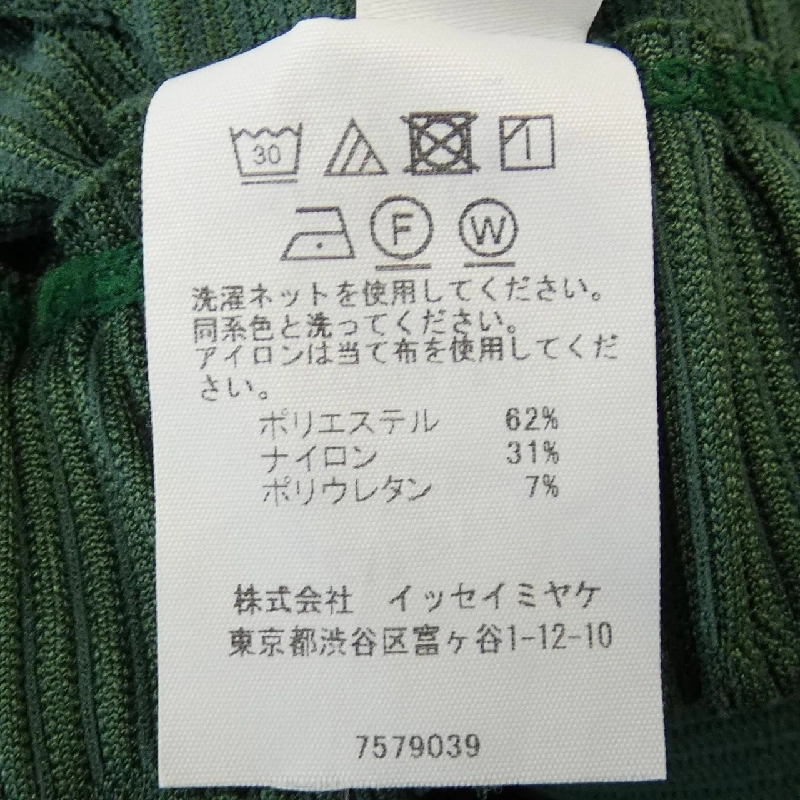 30
F W
洗濯ネットを使用してください。
同系色と洗ってください。
アイロンは当て布を使用してくだ
さい。
ポリエステル 62%
ナイロン 31%
ポリウレタン 7%
株式会社 イッセイミヤケ
東京都渋谷区富ヶ谷1-12-10
7579039